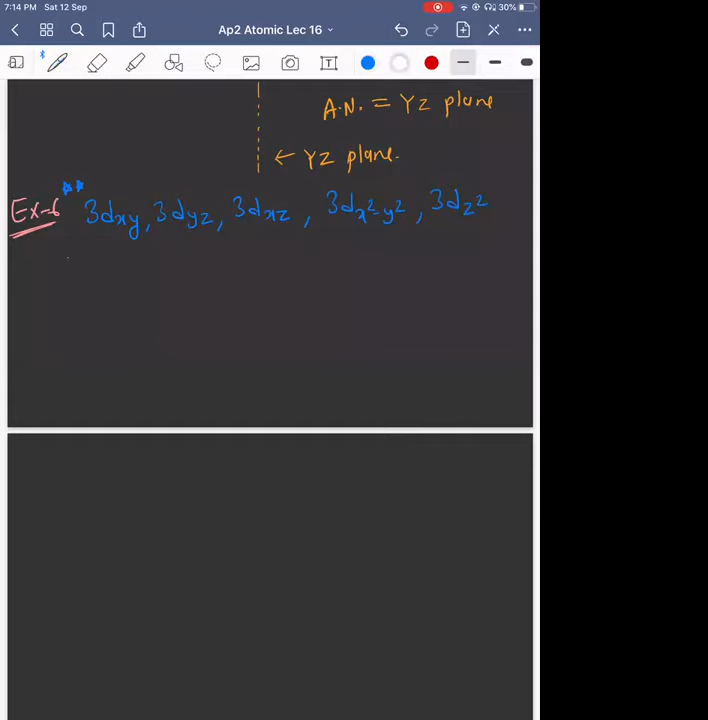 7:14 PM Sat 12 Sep 30%
Ap2 Atomic Lec 16
T
A.N. = YZ plane
← YZ plane.
Ex-6 ** 3dxy, 3dyz, 3dxz, 3dx²-y², 3dz²